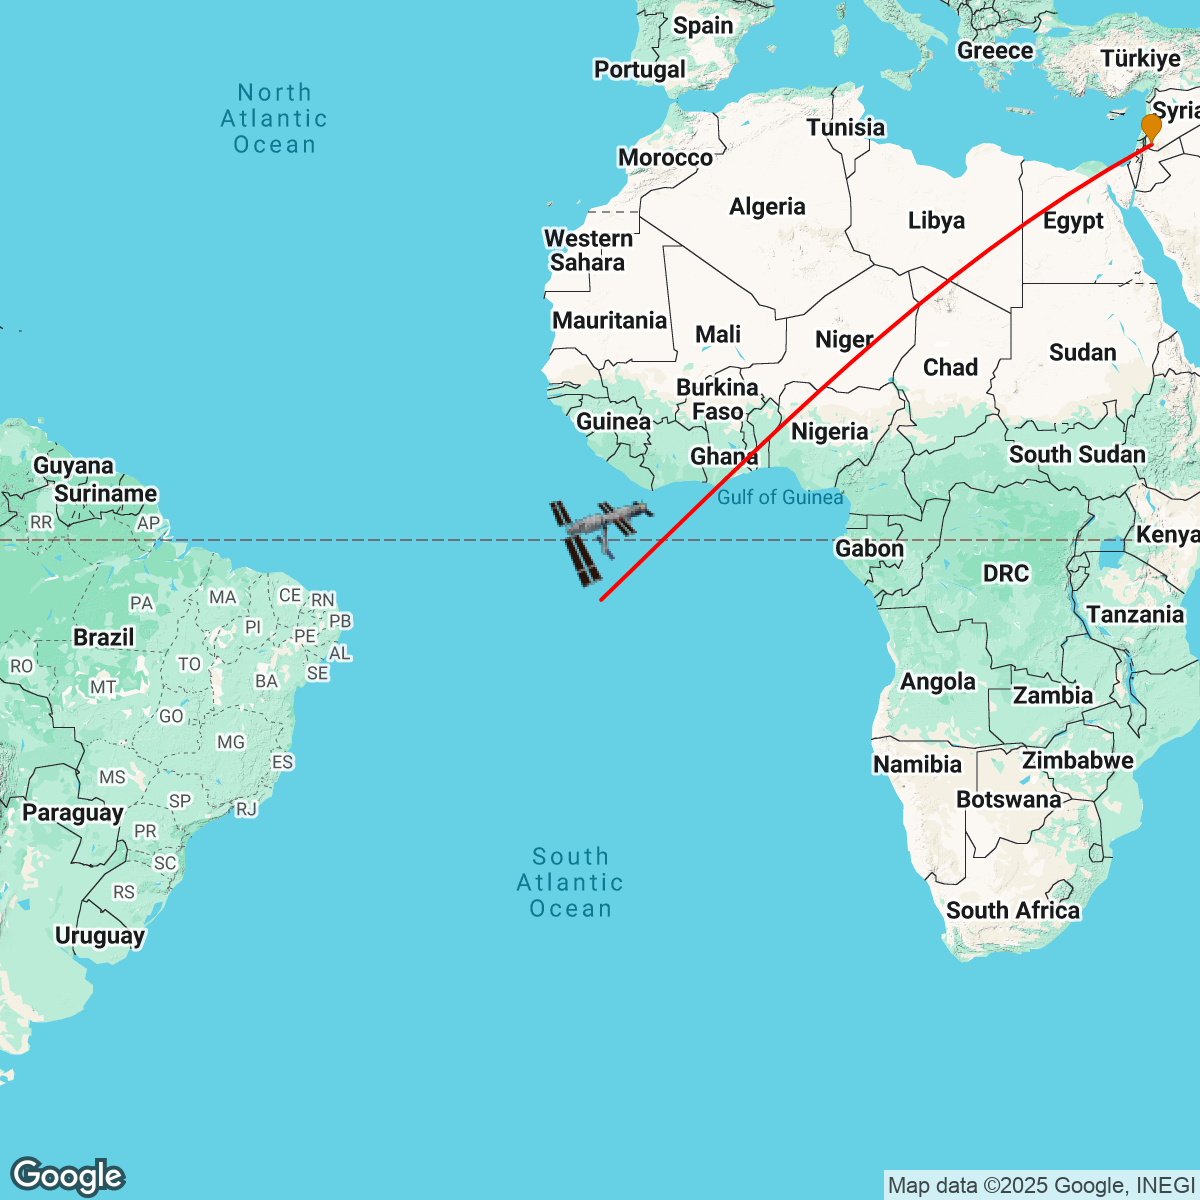 Spain
Greece
Türkiye
Portugal
North
Atlantic
Ocean
Syria
Tunisia
Morocco
Algeria
Libya
Egypt
Western
Sahara
Mauritania
Mali
Niger
Chad
Sudan
Burkina
Faso
Guinea
Nigeria
Ghana
South Sudan
Guyana
Suriname
Gulf of Guinea
RR
AP
Kenya
Gabon
DRC
PA
MA
CE
RN
PI
PB
Tanzania
Brazil
PE
AL
RO
TO
SE
MT
BA
Angola
Zambia
GO
MG
ES
Namibia
Zimbabwe
MS
SP
RJ
Botswana
Paraguay
PR
SC
South
Atlantic
Ocean
RS
South Africa
Uruguay
Google
Map data ©2025 Google, INEGI